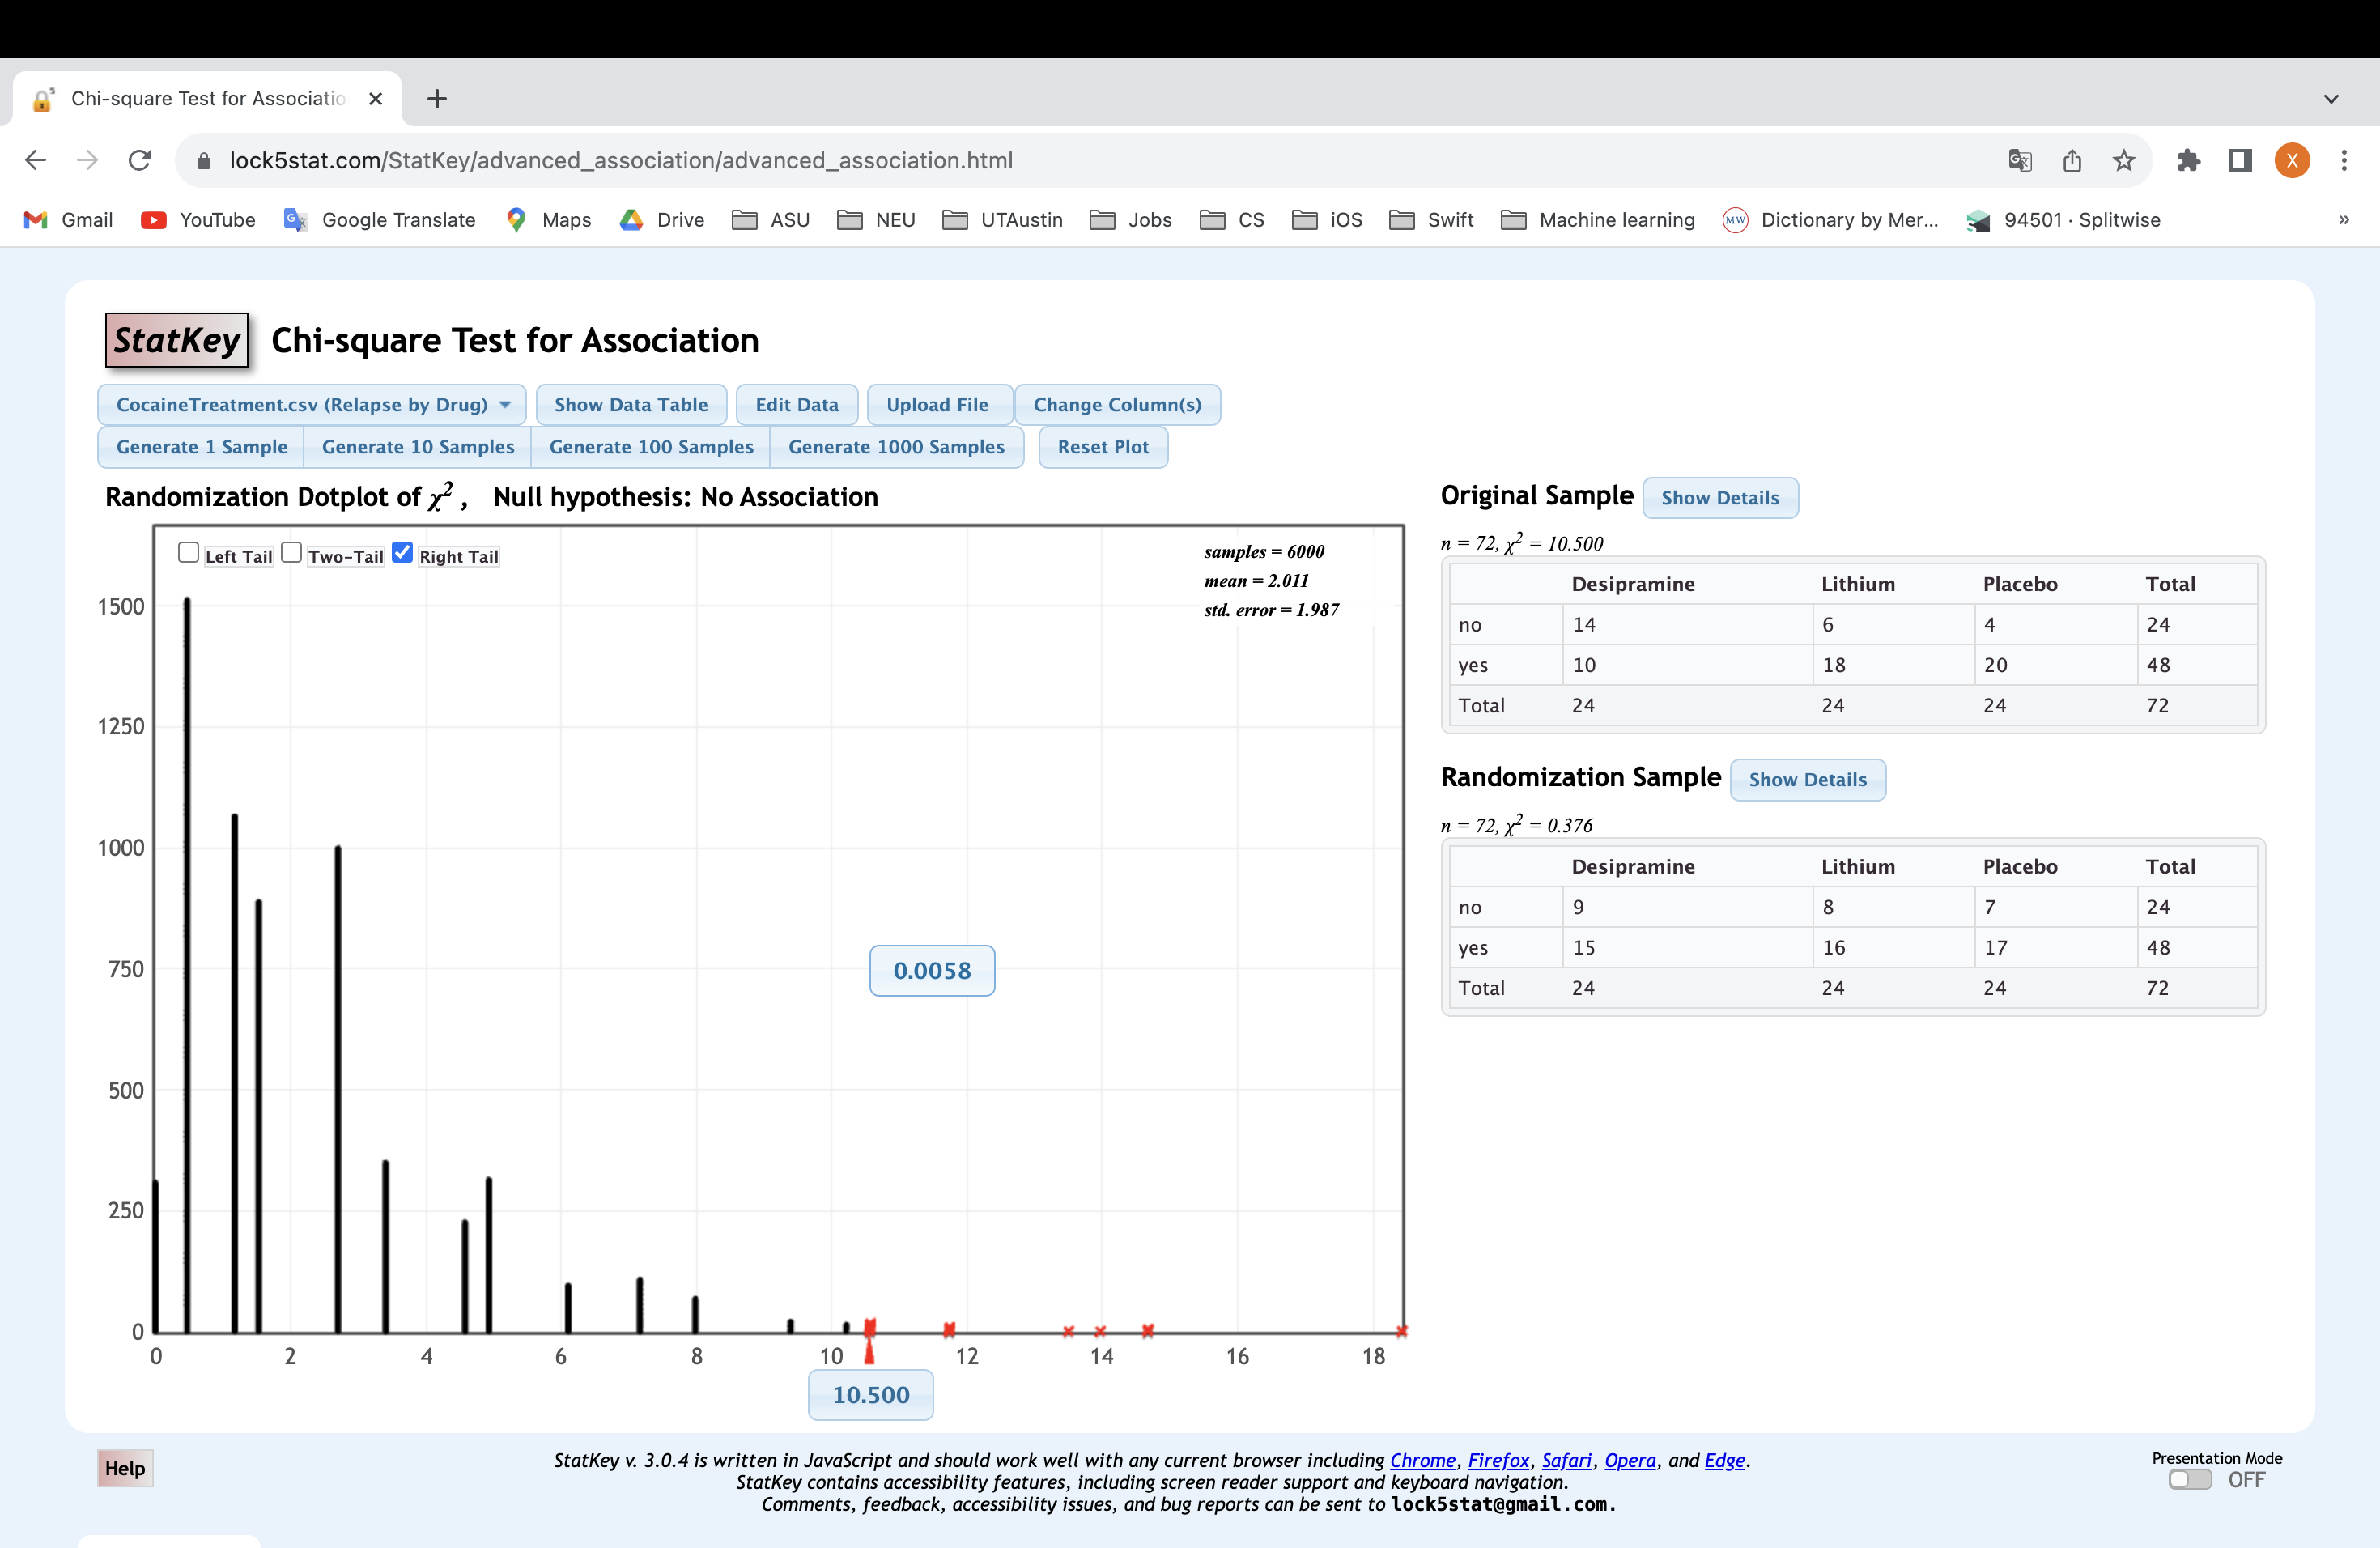 Chi-square Test for Associatio
lock5stat.com/StatKey/advanced_association/advanced_association.html
X
Gmail YouTube Google Translate Maps Drive ASU NEU UTAustin Jobs CS iOS Swift Machine learning MW Dictionary by Mer... 94501 · Splitwise »
StatKey Chi-square Test for Association
CocaineTreatment.csv (Relapse by Drug) Show Data Table Edit Data Upload File Change Column(s)
Generate 1 Sample Generate 10 Samples Generate 100 Samples Generate 1000 Samples Reset Plot
Randomization Dotplot of χ², Null hypothesis: No Association
Left Tail Two-Tail Right Tail
samples = 6000
mean = 2.011
std. error = 1.987
1500
1250
1000
750
500
250
0
0.0058
0 2 4 6 8 10 12 14 16 18
10.500
Original Sample Show Details
n = 72, χ² = 10.500
Desipramine Lithium Placebo Total
no 14 6 4 24
yes 10 18 20 48
Total 24 24 24 72
Randomization Sample Show Details
n = 72, χ² = 0.376
Desipramine Lithium Placebo Total
no 9 8 7 24
yes 15 16 17 48
Total 24 24 24 72
Help
StatKey v. 3.0.4 is written in JavaScript and should work well with any current browser including Chrome, Firefox, Safari, Opera, and Edge.
StatKey contains accessibility features, including screen reader support and keyboard navigation.
Comments, feedback, accessibility issues, and bug reports can be sent to lock5stat@gmail.com.
Presentation Mode
OFF